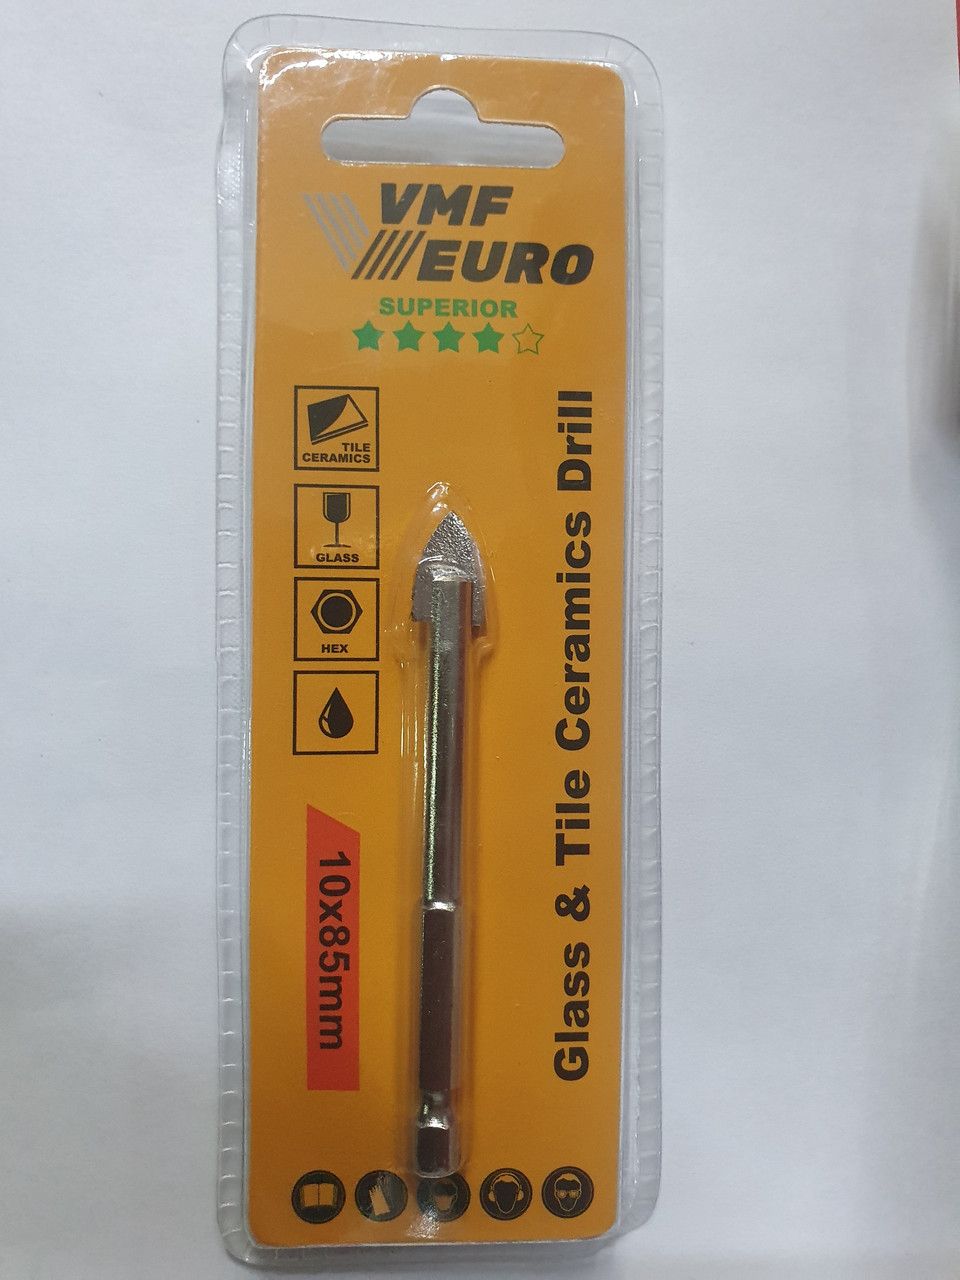 VMF
EURO
SUPERIOR
TILE
CERAMICS
GLASS
HEX
10x85mm
Glass & Tile Ceramics Drill